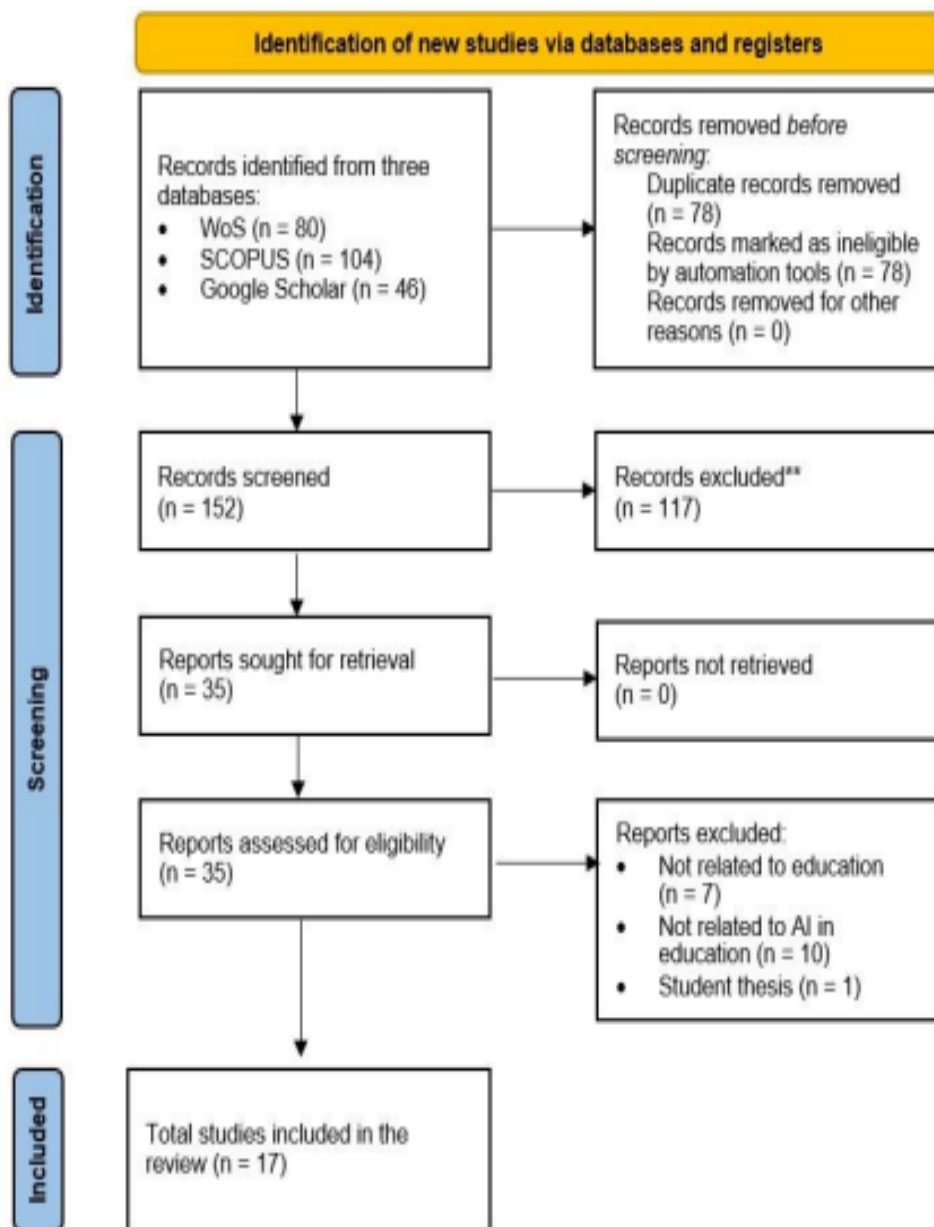 Identification of new studies via databases and registers
Identification
Records identified from three
databases:
• WoS (n = 80)
• SCOPUS (n = 104)
• Google Scholar (n = 46)
Records removed before
screening:
Duplicate records removed
(n = 78)
Records marked as ineligible
by automation tools (n = 78)
Records removed for other
reasons (n = 0)
Screening
Records screened
(n = 152)
Records excluded**
(n = 117)
Reports sought for retrieval
(n = 35)
Reports not retrieved
(n = 0)
Reports assessed for eligibility
(n = 35)
Reports excluded:
• Not related to education
(n = 7)
• Not related to AI in
education (n = 10)
• Student thesis (n = 1)
Included
Total studies included in the
review (n = 17)